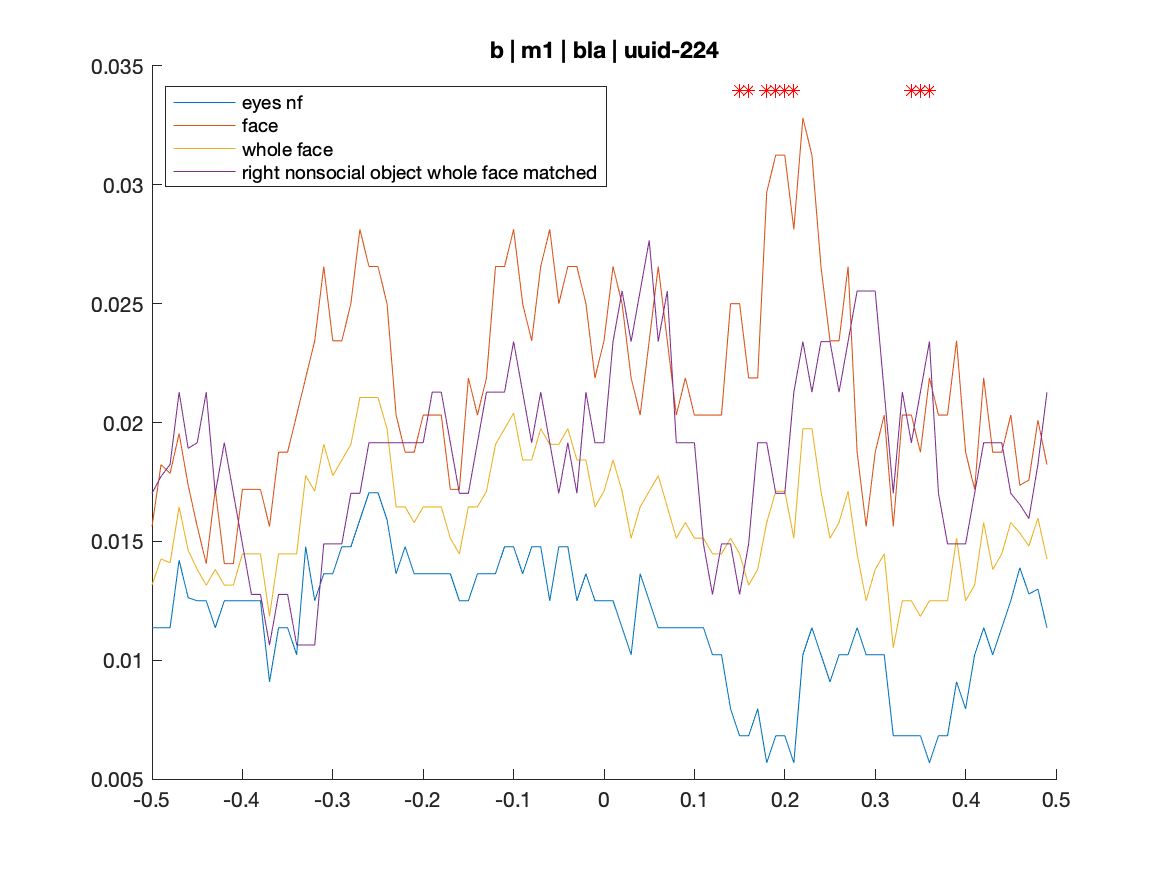 b | m1 | bla | uuid-224
0.035
0.03
0.025
0.02
0.015
0.01
0.005
eyes nf
face
whole face
right nonsocial object whole face matched
-0.5 -0.4 -0.3 -0.2 -0.1 0 0.1 0.2 0.3 0.4 0.5